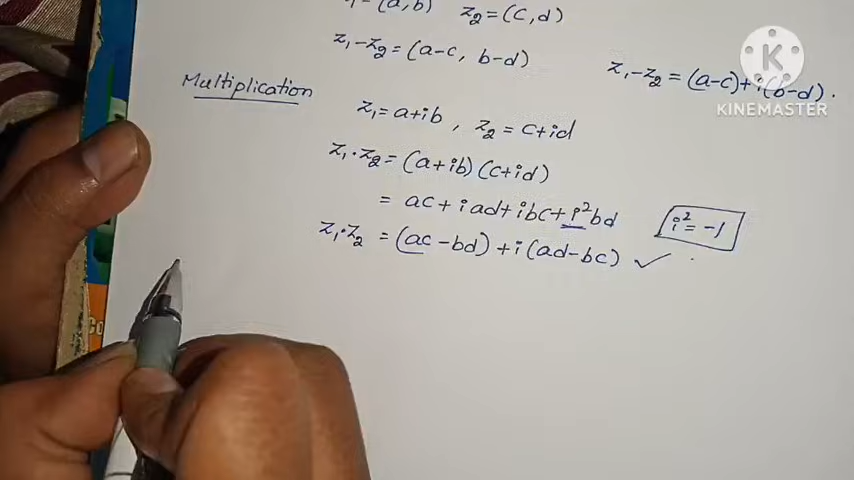 z₁=(a,b) z₂=(c,d)
z₁-z₂=(a-c, b-d)
z₁-z₂=(a-c)+i(b-d).
KINEMASTER
Multiplication
z₁=a+ib, z₂=c+id
z₁·z₂=(a+ib)(c+id)
=ac+iad+ibc+i²bd
i²=-1
z₁·z₂=(ac-bd)+i(ad-bc) ✓